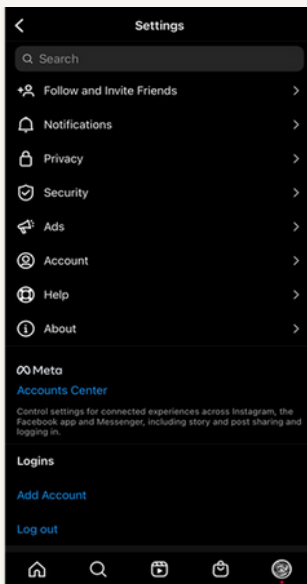 Settings
Search
Follow and Invite Friends
Notifications
Privacy
Security
Ads
Account
Help
About
Meta
Accounts Center
Control settings for connected experiences across Instagram, the
Facebook app and Messenger, including story and post sharing and
logging in.
Logins
Add Account
Log out